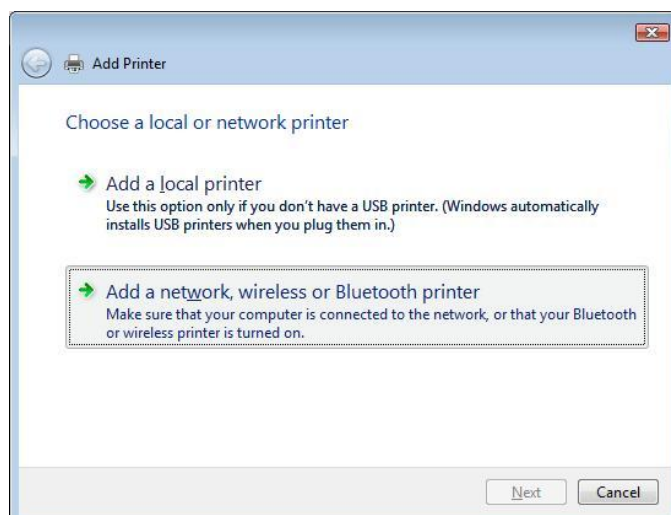 Add Printer
Choose a local or network printer
Add a local printer
Use this option only if you don't have a USB printer. (Windows automatically
installs USB printers when you plug them in.)
Add a network, wireless or Bluetooth printer
Make sure that your computer is connected to the network, or that your Bluetooth
or wireless printer is turned on.
Next Cancel